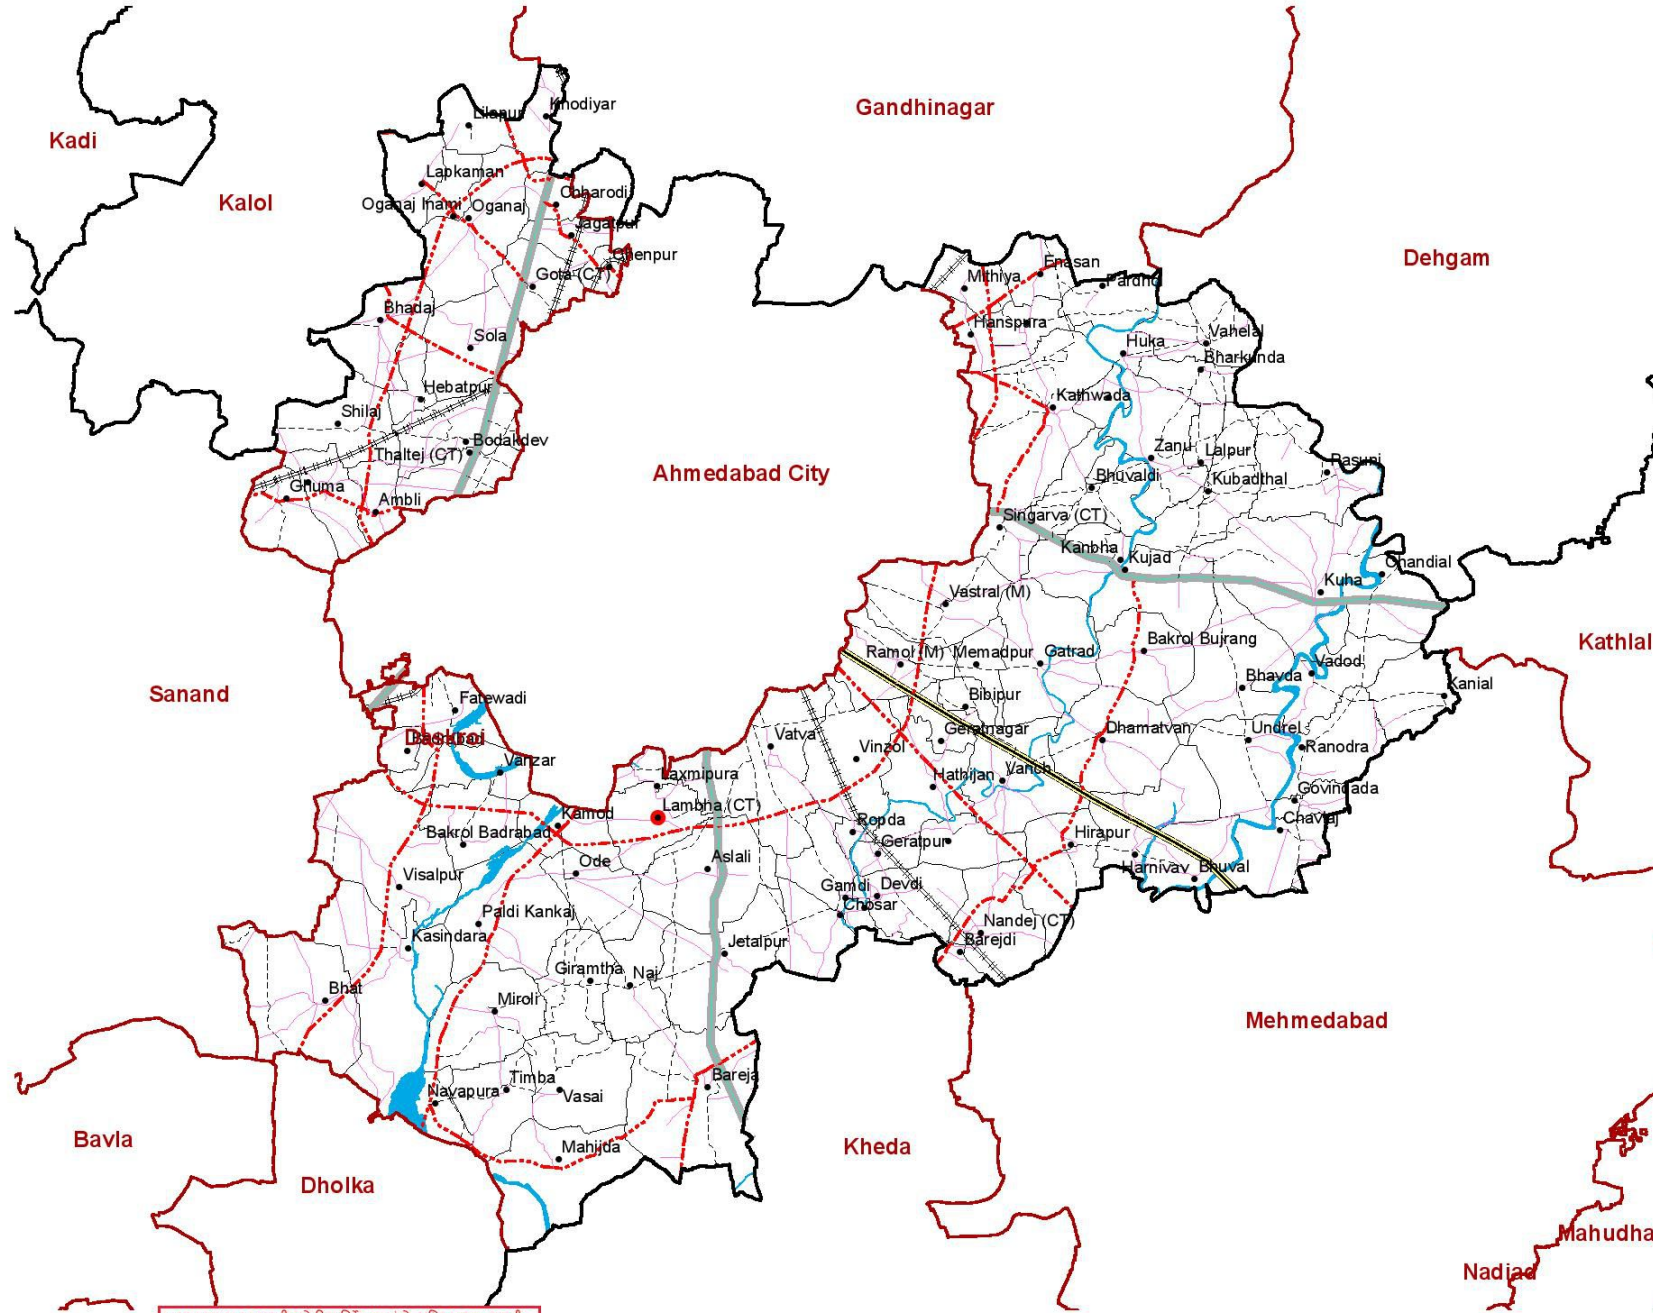 Gandhinagar
Kadi
Kalol
Khodiyar
Lilapur
Lapkaman
Oganaj Inami
Oganaj
Chharodi
Jagatpur
Chenpur
Gota (CT)
Bhadaj
Sola
Hebatpur
Shilaj
Bodakdev
Thaltej (CT)
Ghuma
Ambli
Ahmedabad City
Dehgam
Enasan
Mithiya
Hanspura
Huka
Vahelal
Bharkunda
Kathwada
Zanu
Lalpur
Pasunj
Bhuvaldi
Kubadthal
Singarva (CT)
Kanbha
Kujad
Chandial
Kuha
Vastral (M)
Bakrol Bujrang
Kathlal
Ramol (M)
Memadpur
Gatrad
Vadod
Bhavda
Kanial
Sanand
Fatewadi
Bibipur
Geratnagar
Dhamatvan
Undrel
Ranodra
Daskroi
Vatva
Vinzol
Vanzar
Laxmipura
Hathijan
Vanch
Govindada
Lambha (CT)
Kamod
Chavlaj
Bakrol Badrabad
Ropda
Geratpur
Hirapur
Ode
Aslali
Harnivav
Bhuval
Visalpur
Gamdi
Devdi
Chosar
Paldi Kankaj
Nandej (CT)
Kasindara
Jetalpur
Barejdi
Giramtha
Naj
Bhat
Miroli
Mehmedabad
Bareja
Timba
Navapura
Vasai
Bavla
Mahijda
Kheda
Dholka
Mahudha
Nadiad